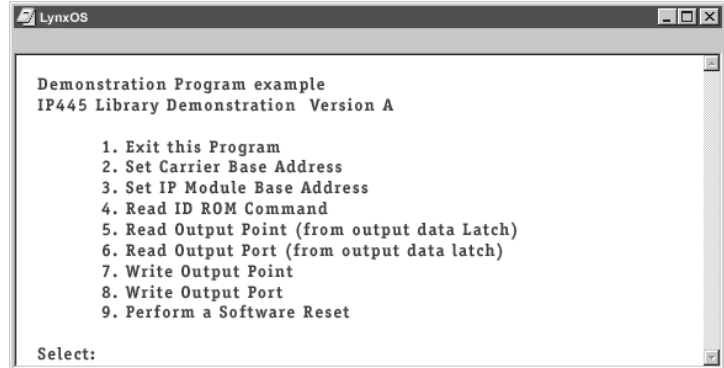 LynxOS
Demonstration Program example
IP445 Library Demonstration Version A
1. Exit this Program
2. Set Carrier Base Address
3. Set IP Module Base Address
4. Read ID ROM Command
5. Read Output Point (from output data Latch)
6. Read Output Port (from output data latch)
7. Write Output Point
8. Write Output Port
9. Perform a Software Reset
Select: